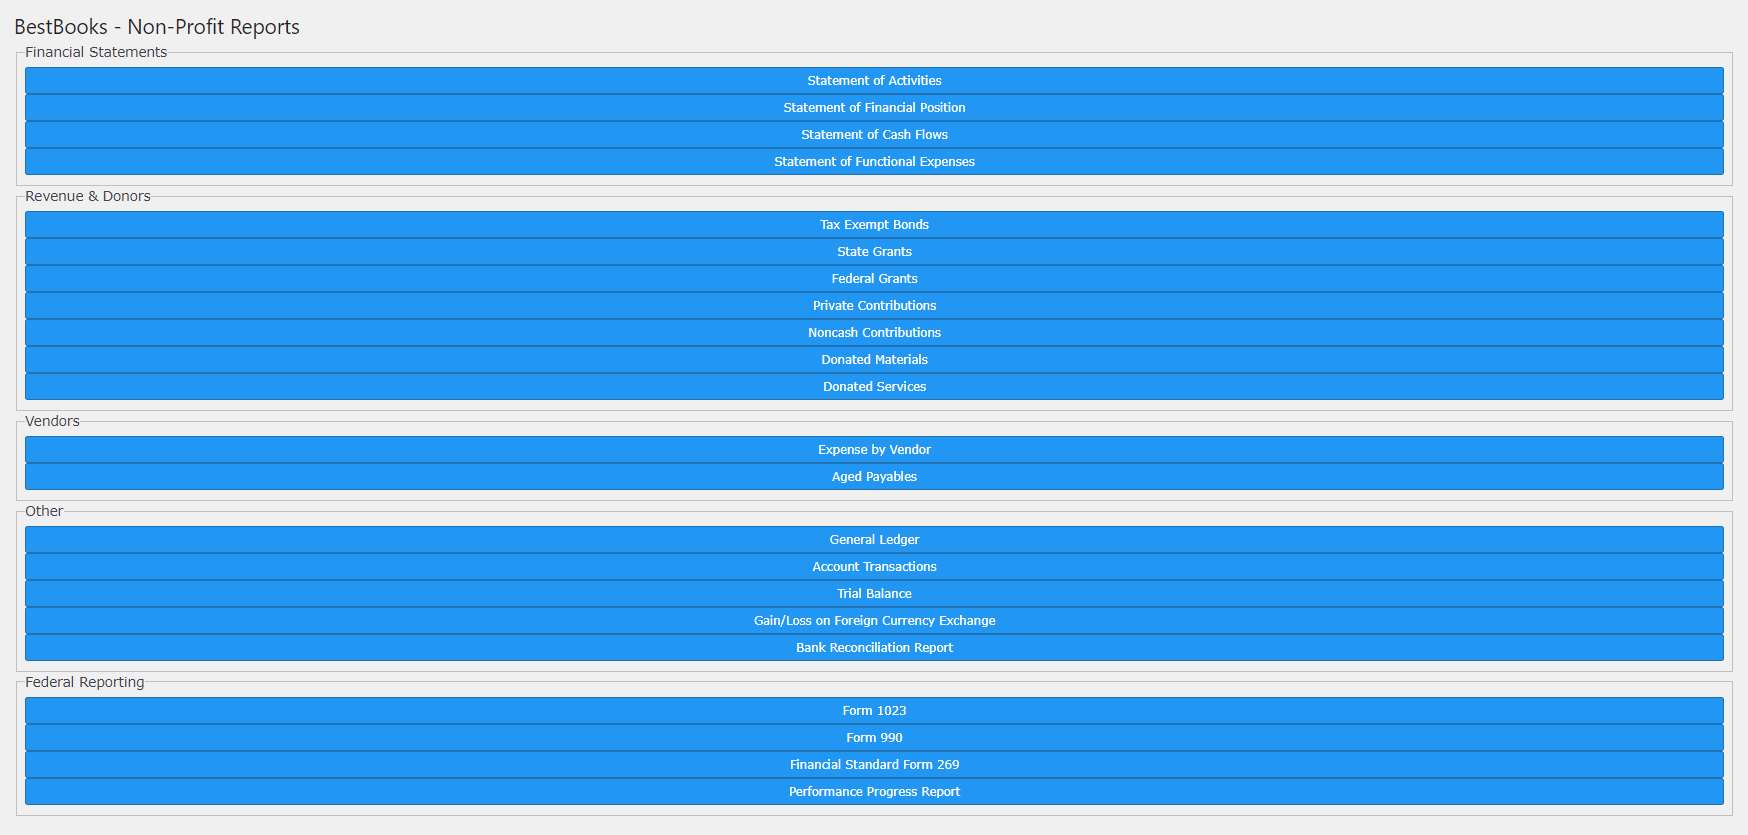 BestBooks - Non-Profit Reports
Financial Statements
Statement of Activities
Statement of Financial Position
Statement of Cash Flows
Statement of Functional Expenses
Revenue & Donors
Tax Exempt Bonds
State Grants
Federal Grants
Private Contributions
Noncash Contributions
Donated Materials
Donated Services
Vendors
Expense by Vendor
Aged Payables
Other
General Ledger
Account Transactions
Trial Balance
Gain/Loss on Foreign Currency Exchange
Bank Reconciliation Report
Federal Reporting
Form 1023
Form 990
Financial Standard Form 269
Performance Progress Report